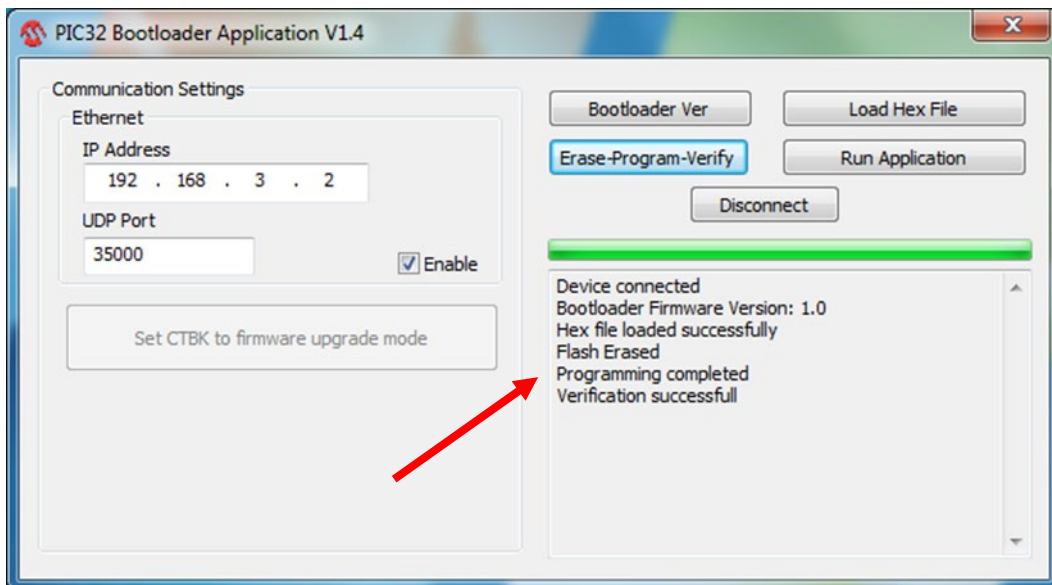 PIC32 Bootloader Application V1.4
X
Communication Settings
Ethernet
IP Address
192 . 168 . 3 . 2
UDP Port
35000
Enable
Set CTBK to firmware upgrade mode
Bootloader Ver
Load Hex File
Erase-Program-Verify
Run Application
Disconnect
Device connected
Bootloader Firmware Version: 1.0
Hex file loaded successfully
Flash Erased
Programming completed
Verification successfull